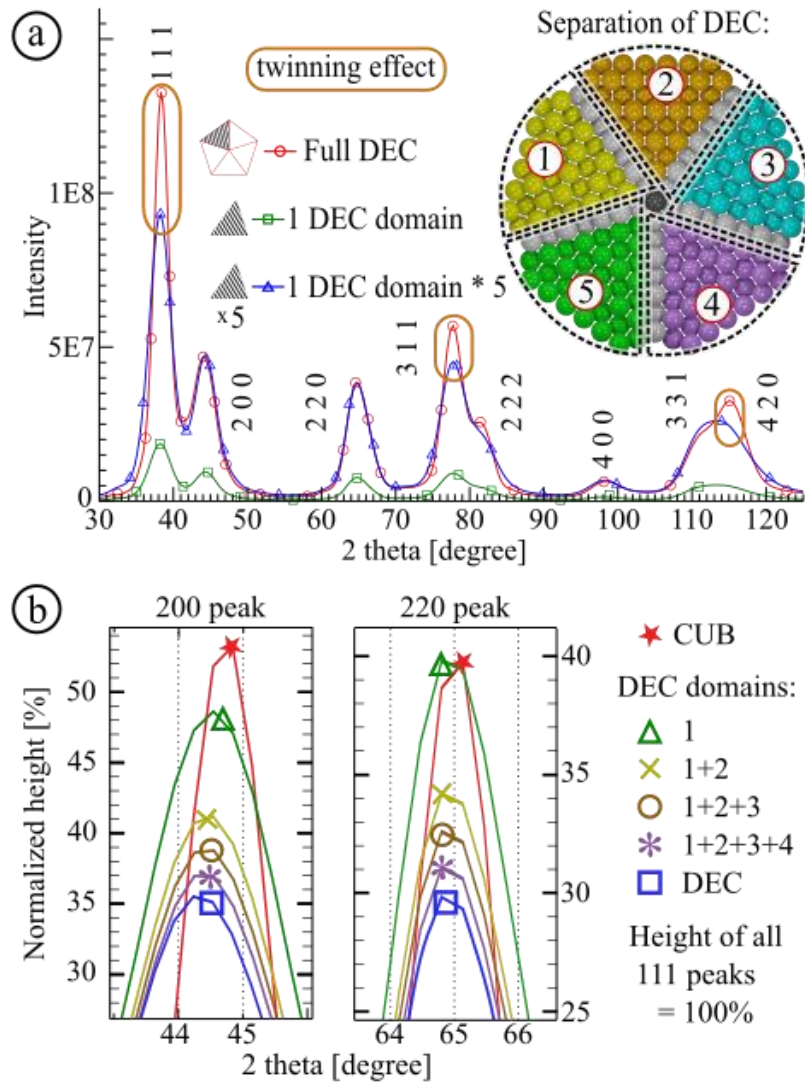 a
Separation of DEC:
1 1 1
twinning effect
Full DEC
1 DEC domain
1 DEC domain * 5
x5
1
2
3
4
5
Intensity
1E8
5E7
0
2 0 0
2 2 0
3 1 1
2 2 2
4 0 0
3 3 1
4 2 0
30 40 50 60 70 80 90 100 110 120
2 theta [degree]
b
200 peak
220 peak
Normalized height [%]
50
45
40
35
30
44 45
40
35
30
25
64 65 66
2 theta [degree]
CUB
DEC domains:
1
1+2
1+2+3
1+2+3+4
DEC
Height of all
111 peaks
= 100%